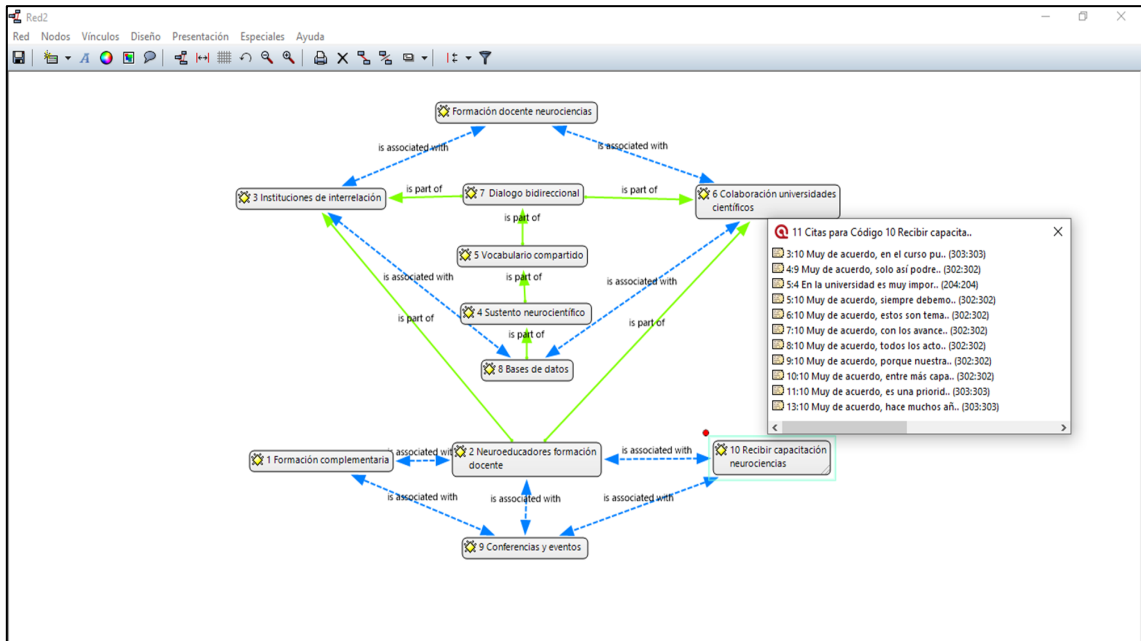 Red2
Red Nodos Vínculos Diseño Presentación Especiales Ayuda
Formación docente neurociencias
is associated with
is associated with
3 Instituciones de interrelación
is part of
7 Dialogo bidireccional
is part of
6 Colaboración universidades
científicos
is part of
5 Vocabulario compartido
is associated with
is part of
is associated with
4 Sustento neurocientífico
is part of
is part of
is part of
8 Bases de datos
11 Citas para Código 10 Recibir capacita..
3:10 Muy de acuerdo, en el curso pu.. (303:303)
4:9 Muy de acuerdo, solo así podre.. (302:302)
5:4 En la universidad es muy impor.. (204:204)
5:10 Muy de acuerdo, siempre debemo.. (302:302)
6:10 Muy de acuerdo, estos son tema.. (302:302)
7:10 Muy de acuerdo, con los avance.. (302:302)
8:10 Muy de acuerdo, todos los acto.. (302:302)
9:10 Muy de acuerdo, porque nuestra.. (302:302)
10:10 Muy de acuerdo, entre más capa.. (302:302)
11:10 Muy de acuerdo, es una priorid.. (303:303)
13:10 Muy de acuerdo, hace muchos añ.. (303:303)
1 Formación complementaria
is associated with
2 Neuroeducadores formación
docente
is associated with
10 Recibir capacitación
neurociencias
is associated with
is associated with
is associated with
9 Conferencias y eventos